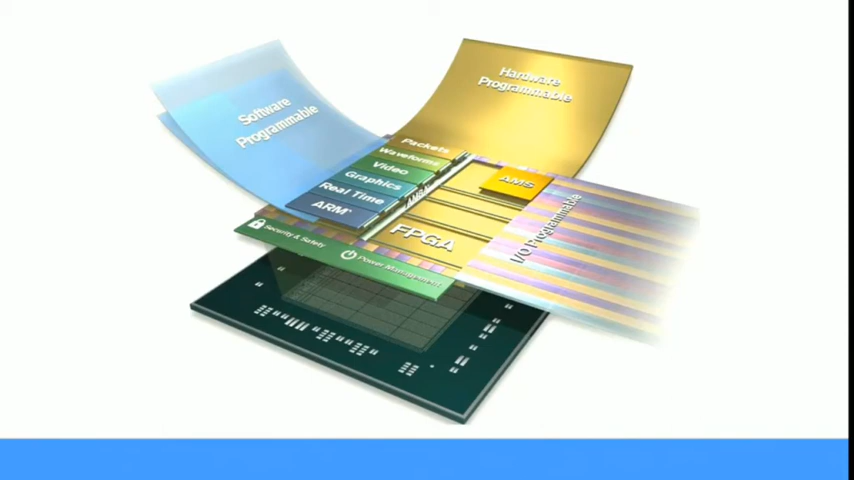 Software
Programmable
Hardware
Programmable
Packets
Waveforms
Video
Graphics
Real Time
ARM®
AMS
FPGA
I/O Programmable
Security & Safety
Power Management